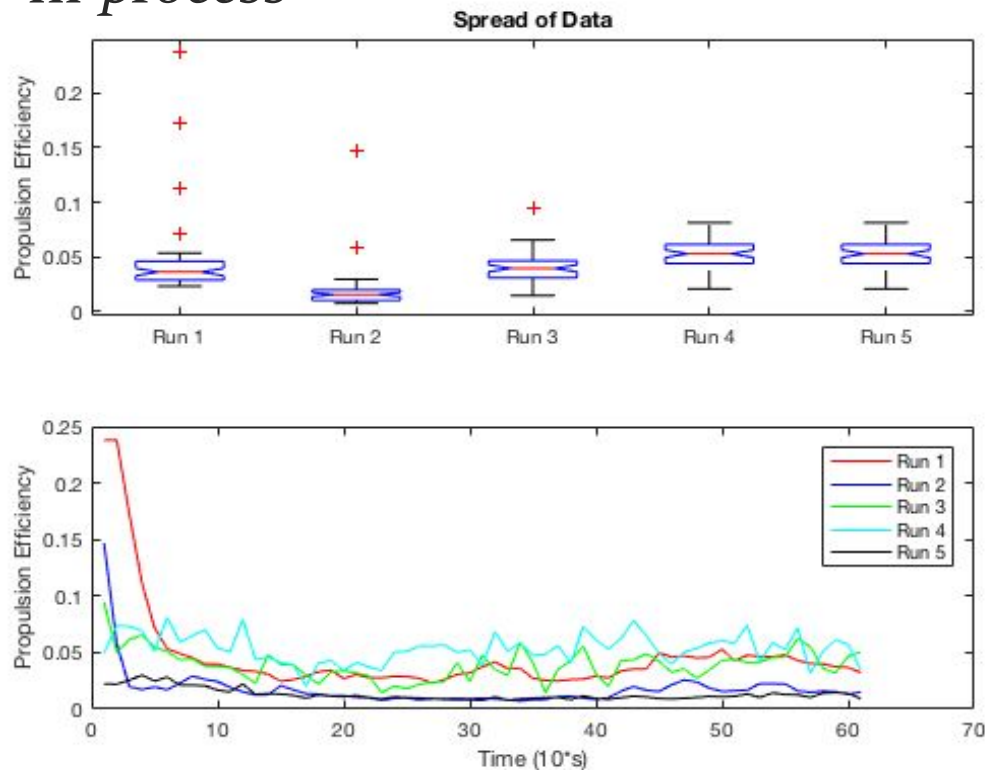 in-process
Spread of Data
Propulsion Efficiency
0.2
0.15
0.1
0.05
0
Run 1 Run 2 Run 3 Run 4 Run 5
Propulsion Efficiency
0.25
0.2
0.15
0.1
0.05
0
Run 1
Run 2
Run 3
Run 4
Run 5
0 10 20 30 40 50 60 70
Time (10*s)